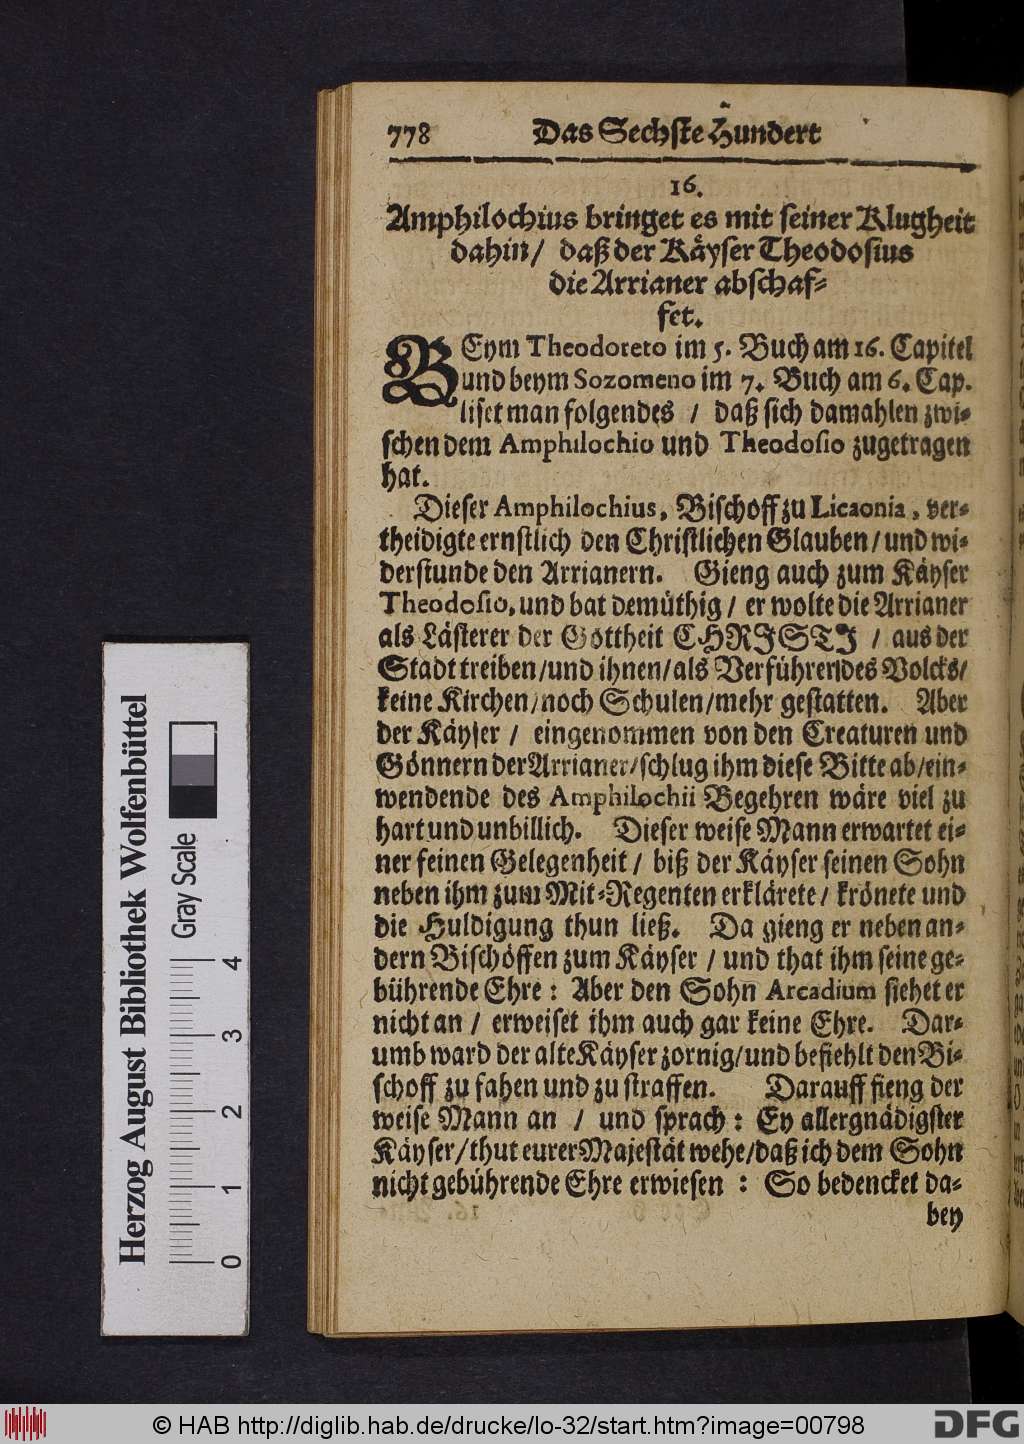 778 Das Sechste Hundert
16.
Amphilochius bringet es mit seiner Klugheit
dahin/ daß der Käyser Theodosius
die Arrianer abschaf-
fet.
BEym Theodoreto im 5. Buch am 16. Capitel
und beym Sozomeno im 7. Buch am 6. Cap.
liset man folgendes / daß sich damahlen zwi-
schen dem Amphilochio und Theodosio zugetragen
hat.
Dieser Amphilochius, Bischoff zu Licaonia, ver-
theidigte ernstlich den Christlichen Glauben / und wi-
derstunde den Arrianern. Gieng auch zum Käyser
Theodosio, und bat demüthig / er wolte die Arrianer
als Lästerer der Gottheit CHRISTI / aus der
Stadt treiben/und ihnen/als Verführern des Volcks/
keine Kirchen/noch Schulen/mehr gestatten. Aber
der Käyser / eingenommen von den Creaturen und
Gönnern der Arrianer/schlug ihm diese Bitte ab/ein-
wendende des Amphilochii Begehren wäre viel zu
hart und unbillich. Dieser weise Mann erwartet ei-
ner feinen Gelegenheit / biß der Käyser seinen Sohn
neben ihm zum Mit-Regenten erklärete / krönete und
die Huldigung thun ließ. Da gieng er neben an-
dern Bischöffen zum Käyser / und that ihm seine ge-
bührende Ehre : Aber den Sohn Arcadium siehet er
nicht an / erweiset ihm auch gar keine Ehre. Dar-
umb ward der alte Käyser zornig/und befiehlt den Bi-
schoff zu fahen und zu straffen. Darauff fieng der
weise Mann an / und sprach : Ey allergnädigster
Käyser/thut eurer Majestät wehe/daß ich dem Sohn
nicht gebührende Ehre erwiesen : So bedencket da-
bey
Herzog August Bibliothek Wolfenbüttel
Gray Scale
0 1 2 3 4
© HAB http://diglib.hab.de/drucke/lo-32/start.htm?image=00798
DFG